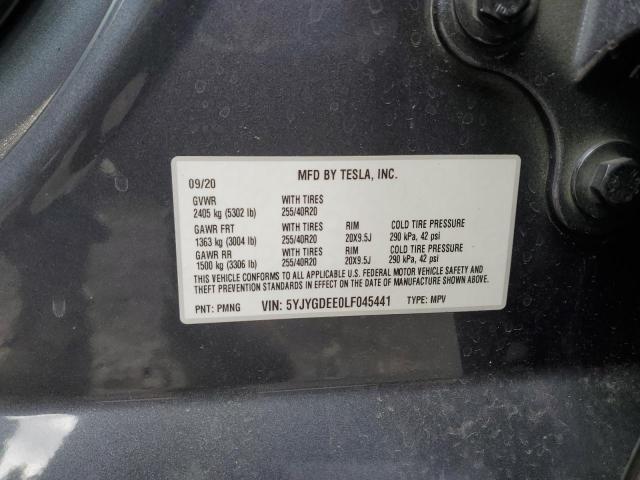 MFD BY TESLA, INC.
09/20
GVWR WITH TIRES
2405 kg (5302 lb) 255/40R20
GAWR FRT WITH TIRES RIM COLD TIRE PRESSURE
1363 kg (3004 lb) 255/40R20 20X9.5J 290 kPa, 42 psi
GAWR RR WITH TIRES RIM COLD TIRE PRESSURE
1500 kg (3306 lb) 255/40R20 20X9.5J 290 kPa, 42 psi
THIS VEHICLE CONFORMS TO ALL APPLICABLE U.S. FEDERAL MOTOR VEHICLE SAFETY AND
THEFT PREVENTION STANDARDS IN EFFECT ON THE DATE OF MANUFACTURE SHOWN ABOVE.
PNT: PMNG VIN: 5YJYGDEE0LF045441 TYPE: MPV